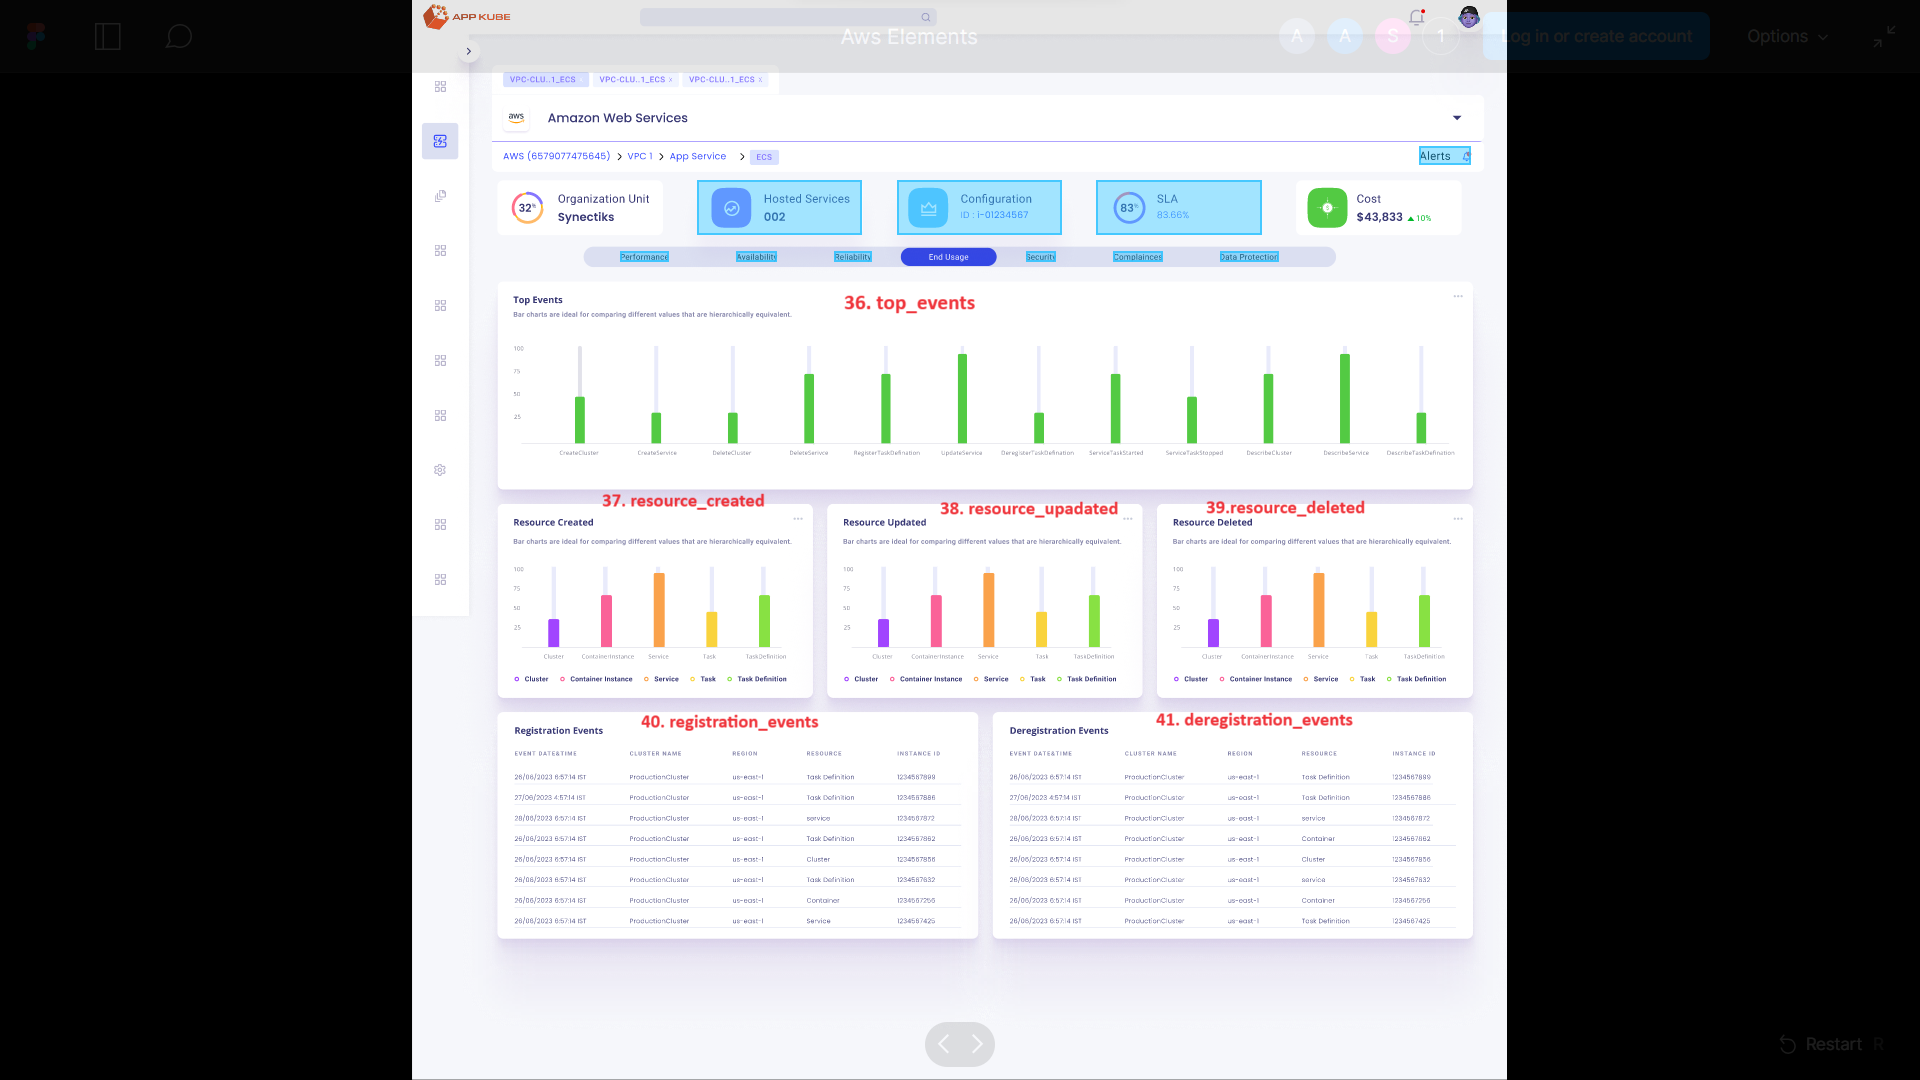 APP KUBE
Aws Elements
A A S 1
Log in or create account
Options
VPC-CLU..1_ECS x VPC-CLU..1_ECS x VPC-CLU..1_ECS x
aws Amazon Web Services
AWS (6579077475645) > VPC 1 > App Service > ECS
Alerts
32% Organization Unit
Synectiks
Hosted Services
002
Configuration
ID : i-01234567
83% SLA
83.66%
Cost
$43,833 ▲ 10%
Performance Availability Reliability End Usage Security Complainces Data Protection
Top Events
36. top_events
Bar charts are ideal for comparing different values that are hierarchically equivalent.
100
75
50
25
CreateCluster CreateService DeleteCluster DeleteSerivce RegisterTaskDefination UpdateService DeregisterTaskDefination ServiceTaskStarted ServiceTaskStopped DescribeCluster DescribeService DescribeTaskDefination
37. resource_created
Resource Created
Bar charts are ideal for comparing different values that are hierarchically equivalent.
100
75
50
25
Cluster ContainerInstance Service Task TaskDefinition
Cluster Container Instance Service Task Task Definition
38. resource_upadated
Resource Updated
Bar charts are ideal for comparing different values that are hierarchically equivalent.
100
75
50
25
Cluster ContainerInstance Service Task TaskDefinition
Cluster Container Instance Service Task Task Definition
39.resource_deleted
Resource Deleted
Bar charts are ideal for comparing different values that are hierarchically equivalent.
100
75
50
25
Cluster ContainerInstance Service Task TaskDefinition
Cluster Container Instance Service Task Task Definition
40. registration_events
Registration Events
EVENT DATE&TIME CLUSTER NAME REGION RESOURCE INSTANCE ID
26/06/2023 6:57:14 IST ProductionCluster us-east-1 Task Definition 1234567899
27/06/2023 4:57:14 IST ProductionCluster us-east-1 Task Definition 1234567886
28/06/2023 6:57:14 IST ProductionCluster us-east-1 service 1234567872
26/06/2023 6:57:14 IST ProductionCluster us-east-1 Task Definition 1234567862
26/06/2023 6:57:14 IST ProductionCluster us-east-1 Cluster 1234567856
26/06/2023 6:57:14 IST ProductionCluster us-east-1 Task Definition 1234567632
26/06/2023 6:57:14 IST ProductionCluster us-east-1 Container 1234567256
26/06/2023 6:57:14 IST ProductionCluster us-east-1 Service 1234567425
41. deregistration_events
Deregistration Events
EVENT DATE&TIME CLUSTER NAME REGION RESOURCE INSTANCE ID
26/06/2023 6:57:14 IST ProductionCluster us-east-1 Task Definition 1234567899
27/06/2023 4:57:14 IST ProductionCluster us-east-1 Task Definition 1234567886
28/06/2023 6:57:14 IST ProductionCluster us-east-1 service 1234567872
26/06/2023 6:57:14 IST ProductionCluster us-east-1 Container 1234567862
26/06/2023 6:57:14 IST ProductionCluster us-east-1 Cluster 1234567856
26/06/2023 6:57:14 IST ProductionCluster us-east-1 service 1234567632
26/06/2023 6:57:14 IST ProductionCluster us-east-1 Container 1234567256
26/06/2023 6:57:14 IST ProductionCluster us-east-1 Task Definition 1234567425
Restart R